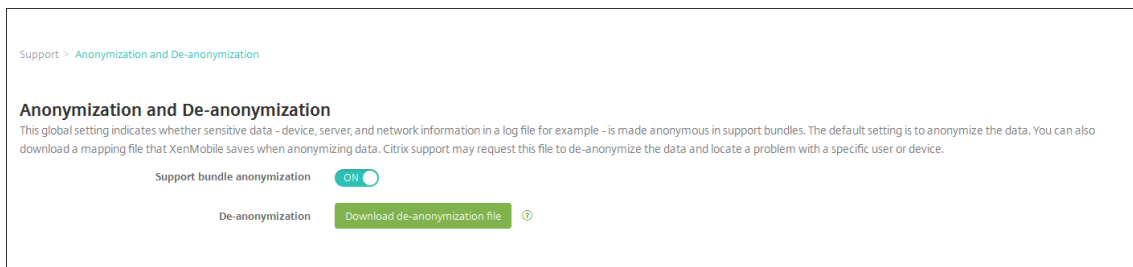 Support > Anonymization and De-anonymization
Anonymization and De-anonymization
This global setting indicates whether sensitive data - device, server, and network information in a log file for example - is made anonymous in support bundles. The default setting is to anonymize the data. You can also
download a mapping file that XenMobile saves when anonymizing data. Citrix support may request this file to de-anonymize the data and locate a problem with a specific user or device.
Support bundle anonymization ON
De-anonymization Download de-anonymization file ?